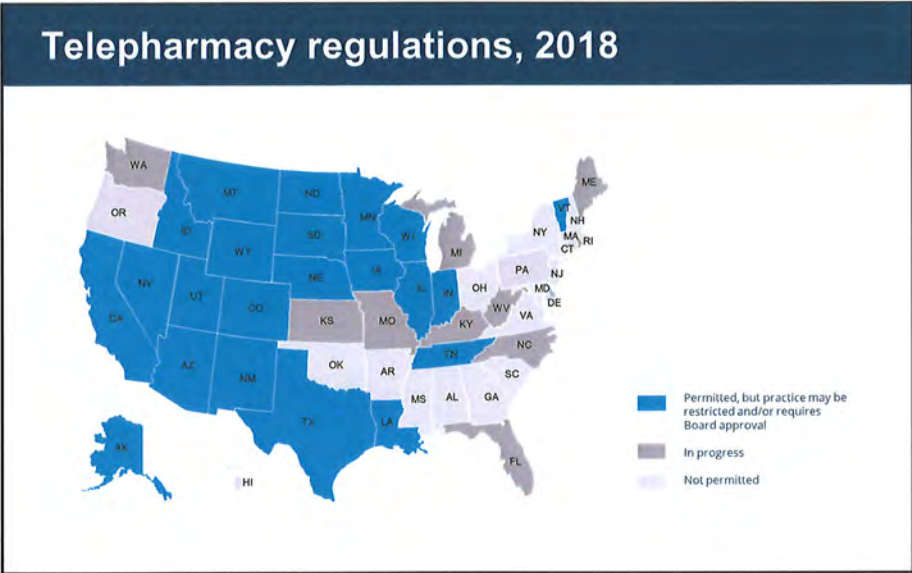 Telepharmacy regulations, 2018
WA
MT
ND
ME
OR
MN
VT
NH
ID
SD
WI
NY
MA
RI
WY
MI
CT
IA
PA
NJ
NE
NV
OH
MD
IL
IN
DE
UT
CO
WV
VA
CA
KS
MO
KY
NC
TN
OK
AR
SC
AZ
NM
MS
AL
GA
TX
LA
AK
FL
HI
Permitted, but practice may be
restricted and/or requires
Board approval
In progress
Not permitted